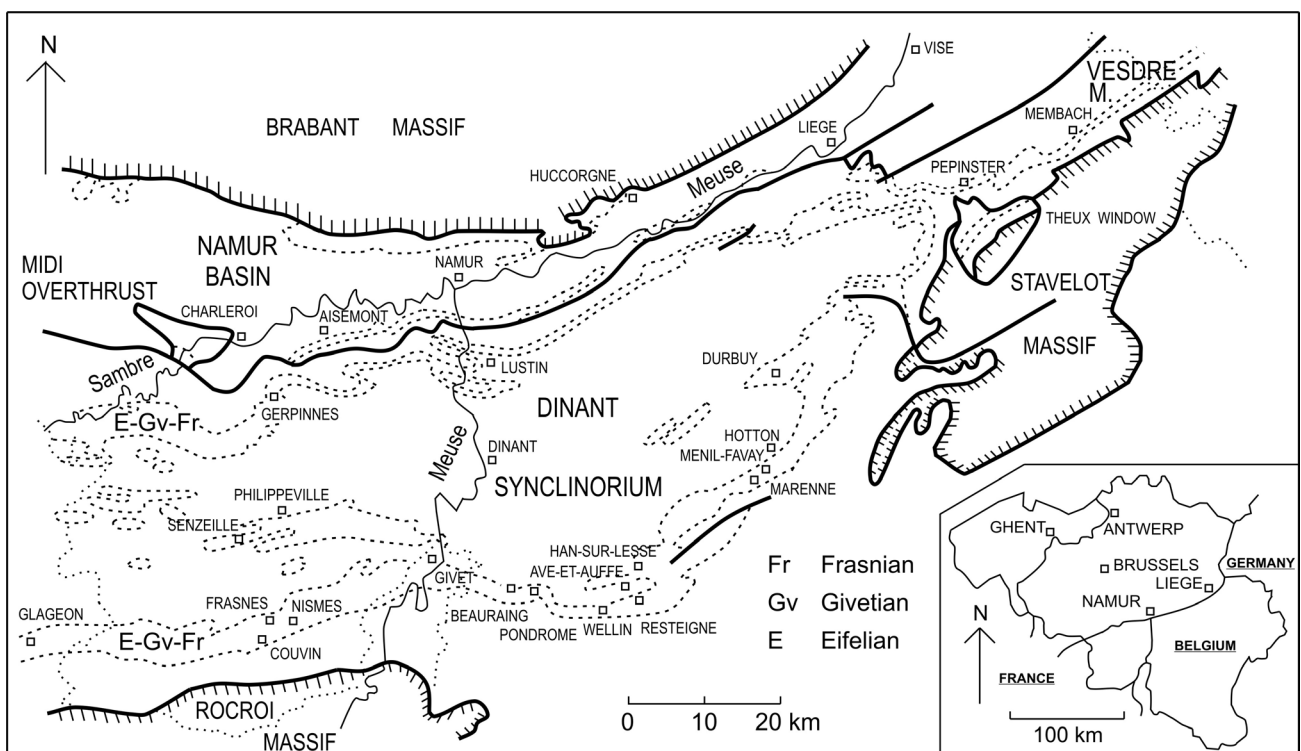 N
VISE
VESDRE
M.
BRABANT MASSIF
MEMBACH
LIEGE
HUCCORGNE
Meuse
PEPINSTER
THEUX WINDOW
NAMUR
BASIN
NAMUR
MIDI
OVERTHRUST
STAVELOT
CHARLEROI
AISEMONT
MASSIF
Sambre
LUSTIN
DURBUY
GERPINNES
E-Gv-Fr
DINANT
HOTTON
DINANT
MENIL-FAVAY
Meuse
SYNCLINORIUM
MARENNE
PHILIPPEVILLE
SENZEILLE
HAN-SUR-LESSE
GIVET
AVE-ET-AUFFE
Fr Frasnian
Gv Givetian
E Eifelian
FRASNES
NISMES
BEAURAING
PONDROME
WELLIN
RESTEIGNE
GLAGEON
E-Gv-Fr
COUVIN
ROCROI
MASSIF
0 10 20 km
GHENT
ANTWERP
BRUSSELS
GERMANY
LIEGE
NAMUR
N
BELGIUM
FRANCE
100 km